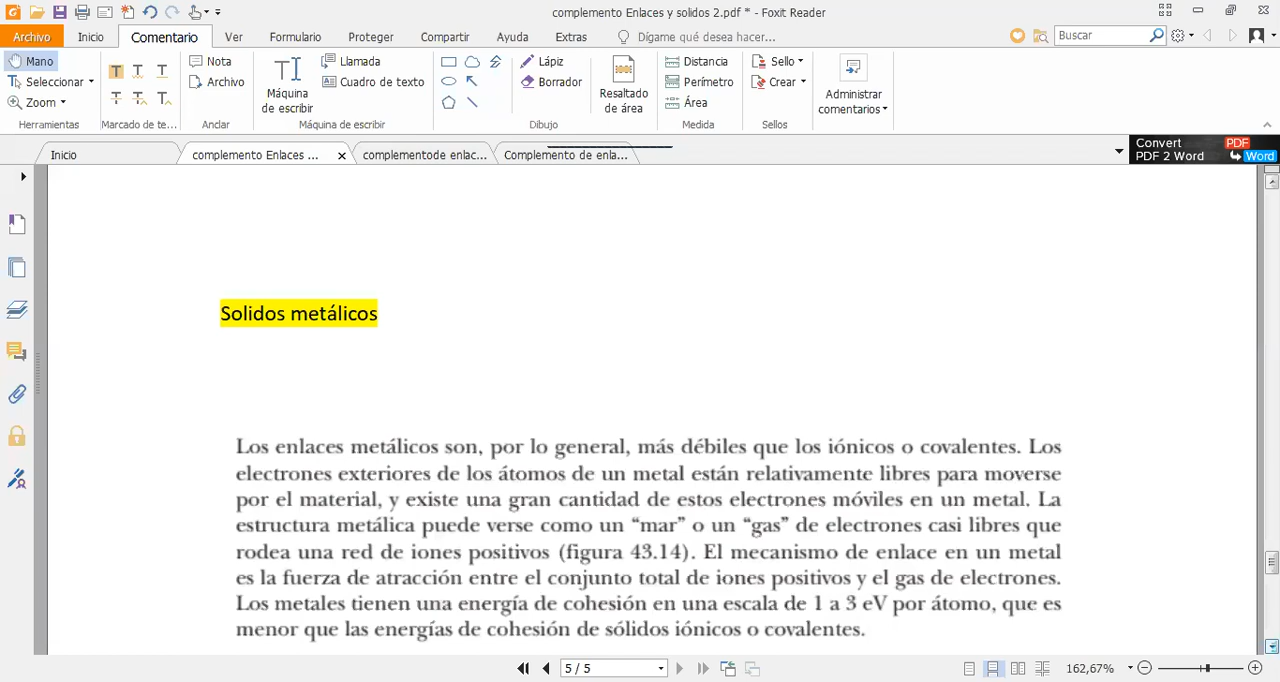 complemento Enlaces y solidos 2.pdf * - Foxit Reader
Archivo Inicio Comentario Ver Formulario Proteger Compartir Ayuda Extras Dígame qué desea hacer... Buscar
Mano
Seleccionar
Zoom
Herramientas
Marcado de te...
Nota
Archivo
Anclar
Máquina de escribir
Llamada
Cuadro de texto
Máquina de escribir
Lápiz
Borrador
Dibujo
Resaltado de área
Distancia
Perímetro
Área
Medida
Sello
Crear
Sellos
Administrar comentarios
Inicio complemento Enlaces ... complementode enlac... Complemento de enla...
Convert PDF
PDF 2 Word Word
Solidos metálicos
Los enlaces metálicos son, por lo general, más débiles que los iónicos o covalentes. Los
electrones exteriores de los átomos de un metal están relativamente libres para moverse
por el material, y existe una gran cantidad de estos electrones móviles en un metal. La
estructura metálica puede verse como un “mar” o un “gas” de electrones casi libres que
rodea una red de iones positivos (figura 43.14). El mecanismo de enlace en un metal
es la fuerza de atracción entre el conjunto total de iones positivos y el gas de electrones.
Los metales tienen una energía de cohesión en una escala de 1 a 3 eV por átomo, que es
menor que las energías de cohesión de sólidos iónicos o covalentes.
5 / 5 162,67%